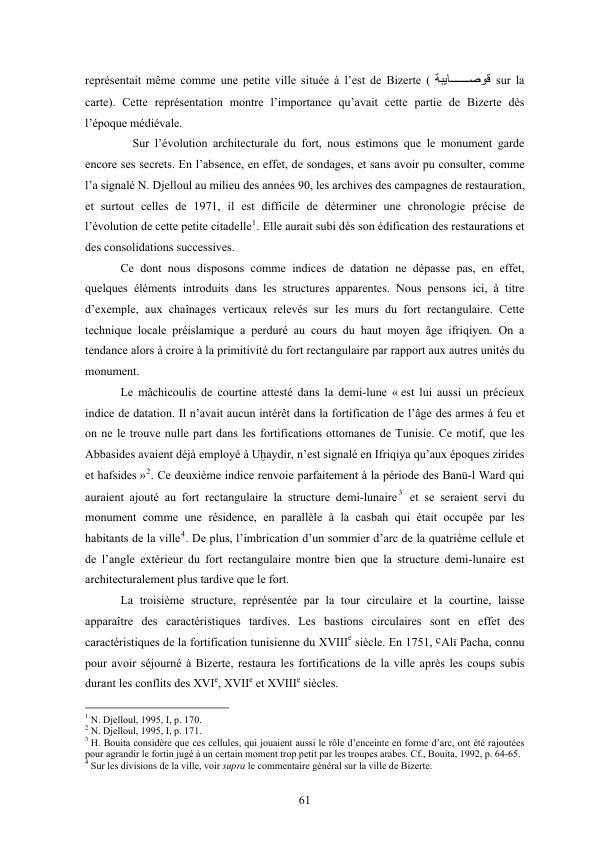 représentait même comme une petite ville située à l’est de Bizerte ( قوصـــــــايبة sur la
carte). Cette représentation montre l’importance qu’avait cette partie de Bizerte dès
l’époque médiévale.
Sur l’évolution architecturale du fort, nous estimons que le monument garde
encore ses secrets. En l’absence, en effet, de sondages, et sans avoir pu consulter, comme
l’a signalé N. Djelloul au milieu des années 90, les archives des campagnes de restauration,
et surtout celles de 1971, il est difficile de déterminer une chronologie précise de
l’évolution de cette petite citadelle¹. Elle aurait subi dès son édification des restaurations et
des consolidations successives.
Ce dont nous disposons comme indices de datation ne dépasse pas, en effet,
quelques éléments introduits dans les structures apparentes. Nous pensons ici, à titre
d’exemple, aux chaînages verticaux relevés sur les murs du fort rectangulaire. Cette
technique locale préislamique a perduré au cours du haut moyen âge ifriqiyen. On a
tendance alors à croire à la primitivité du fort rectangulaire par rapport aux autres unités du
monument.
Le mâchicoulis de courtine attesté dans la demi-lune « est lui aussi un précieux
indice de datation. Il n’avait aucun intérêt dans la fortification de l’âge des armes à feu et
on ne le trouve nulle part dans les fortifications ottomanes de Tunisie. Ce motif, que les
Abbasides avaient déjà employé à Uḫaydir, n’est signalé en Ifriqiya qu’aux époques zirides
et hafsides »². Ce deuxième indice renvoie parfaitement à la période des Banū-l Ward qui
auraient ajouté au fort rectangulaire la structure demi-lunaire³ et se seraient servi du
monument comme une résidence, en parallèle à la casbah qui était occupée par les
habitants de la ville⁴. De plus, l’imbrication d’un sommier d’arc de la quatrième cellule et
de l’angle extérieur du fort rectangulaire montre bien que la structure demi-lunaire est
architecturalement plus tardive que le fort.
La troisième structure, représentée par la tour circulaire et la courtine, laisse
apparaître des caractéristiques tardives. Les bastions circulaires sont en effet des
caractéristiques de la fortification tunisienne du XVIIIᵉ siècle. En 1751, ʿAlī Pacha, connu
pour avoir séjourné à Bizerte, restaura les fortifications de la ville après les coups subis
durant les conflits des XVIᵉ, XVIIᵉ et XVIIIᵉ siècles.
¹ N. Djelloul, 1995, I, p. 170.
² N. Djelloul, 1995, I, p. 171.
³ H. Bouita considère que ces cellules, qui jouaient aussi le rôle d’enceinte en forme d’arc, ont été rajoutées
pour agrandir le fortin jugé à un certain moment trop petit par les troupes arabes. Cf., Bouita, 1992, p. 64-65.
⁴ Sur les divisions de la ville, voir supra le commentaire général sur la ville de Bizerte.
61